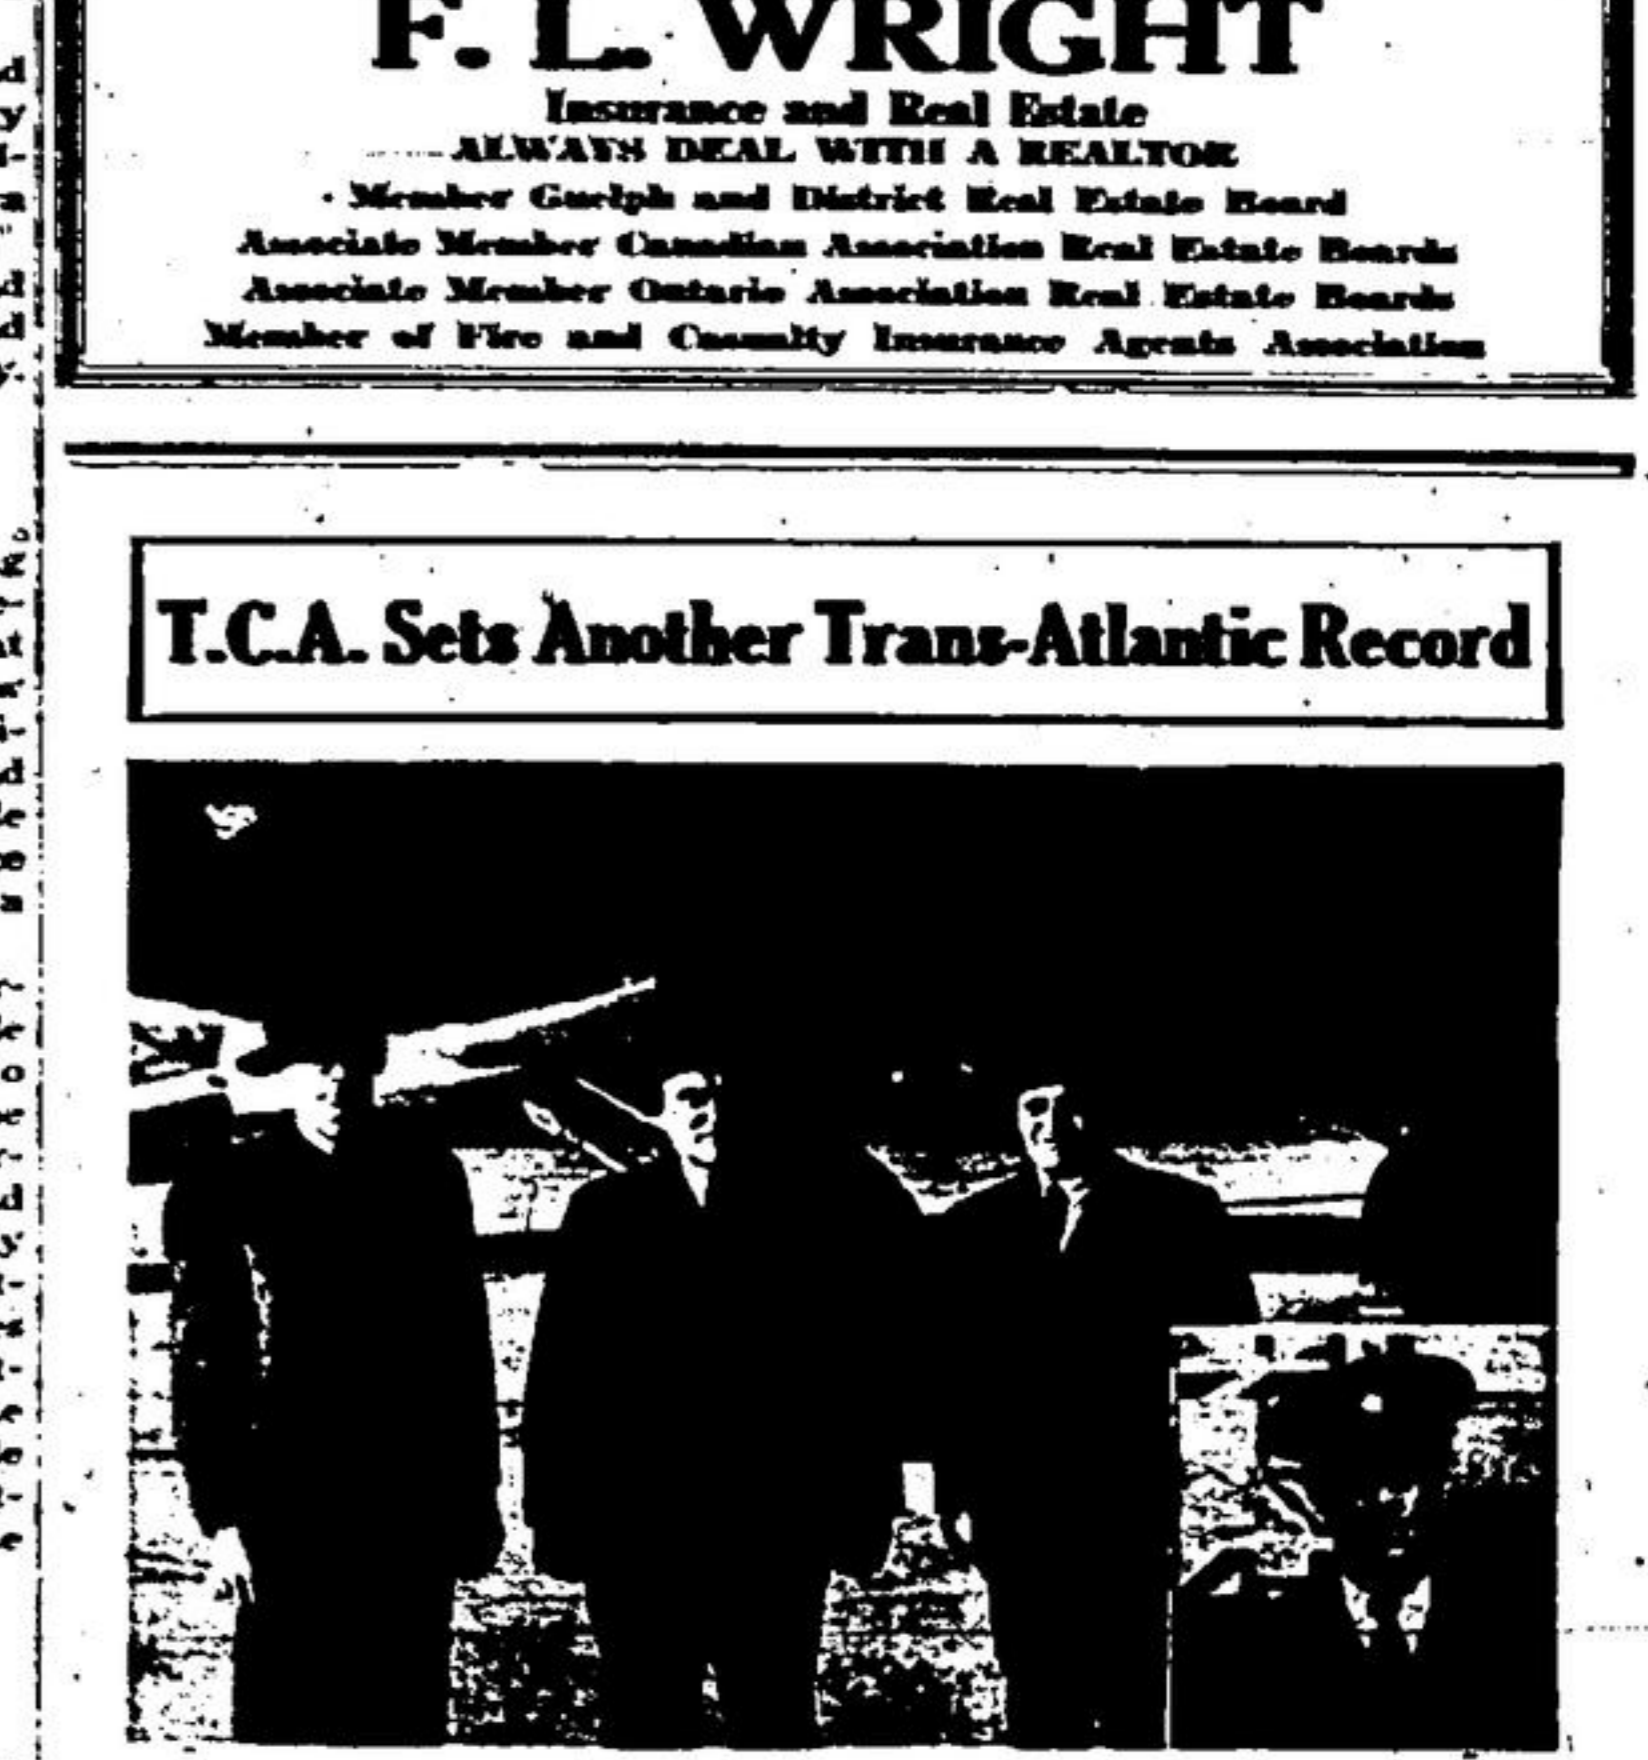 F. L. WRIGHT
Insurance and Real Estate
ALWAYS DEAL WITH A REALTOR
Member Guelph and District Real Estate Board
Associate Member Canadian Association Real Estate Boards
Associate Member Ontario Association Real Estate Boards
Member of Fire and Casualty Insurance Agents Association
T.C.A. Sets Another Trans-Atlantic Record